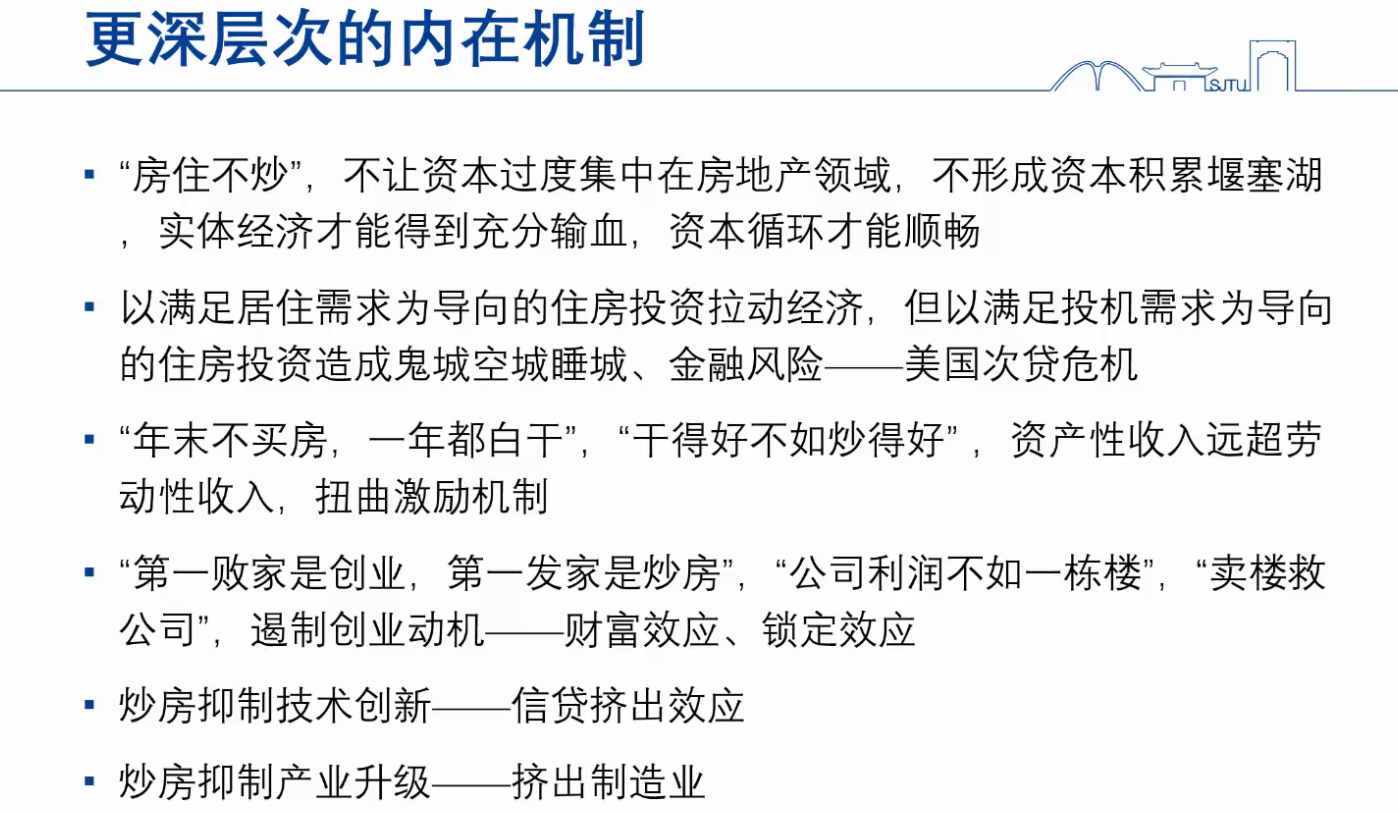 更深层次的内在机制
SJTU
▪ “房住不炒”，不让资本过度集中在房地产领域，不形成资本积累堰塞湖
，实体经济才能得到充分输血，资本循环才能顺畅
▪ 以满足居住需求为导向的住房投资拉动经济，但以满足投机需求为导向
的住房投资造成鬼城空城睡城、金融风险——美国次贷危机
▪ “年末不买房，一年都白干”，“干得好不如炒得好” ，资产性收入远超劳
动性收入，扭曲激励机制
▪ “第一败家是创业，第一发家是炒房”，“公司利润不如一栋楼”，“卖楼救
公司”，遏制创业动机——财富效应、锁定效应
▪ 炒房抑制技术创新——信贷挤出效应
▪ 炒房抑制产业升级——挤出制造业